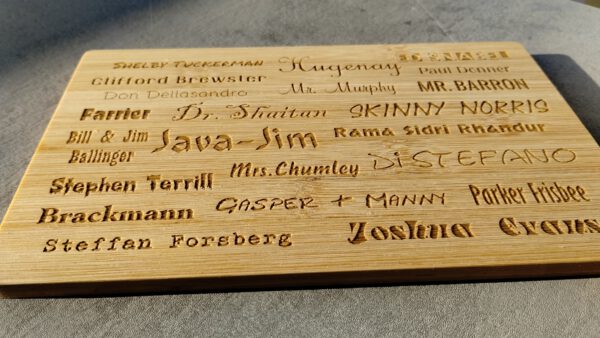 SHELBY TUCKERMAN Hugenay
Clifford Brewster Paul Denner
Don Dellasandro Mr. Murphy MR. BARRON
Farrier Dr. Shaitan SKINNY NORRIS
Bill & Jim Ballinger Java-Jim Rama Sidri Rhandur
Stephen Terrill Mrs. Chumley DiSTEFANO
Brackmann GASPER + MANNY Parker Frisbee
Steffan Forsberg Joshua Evans